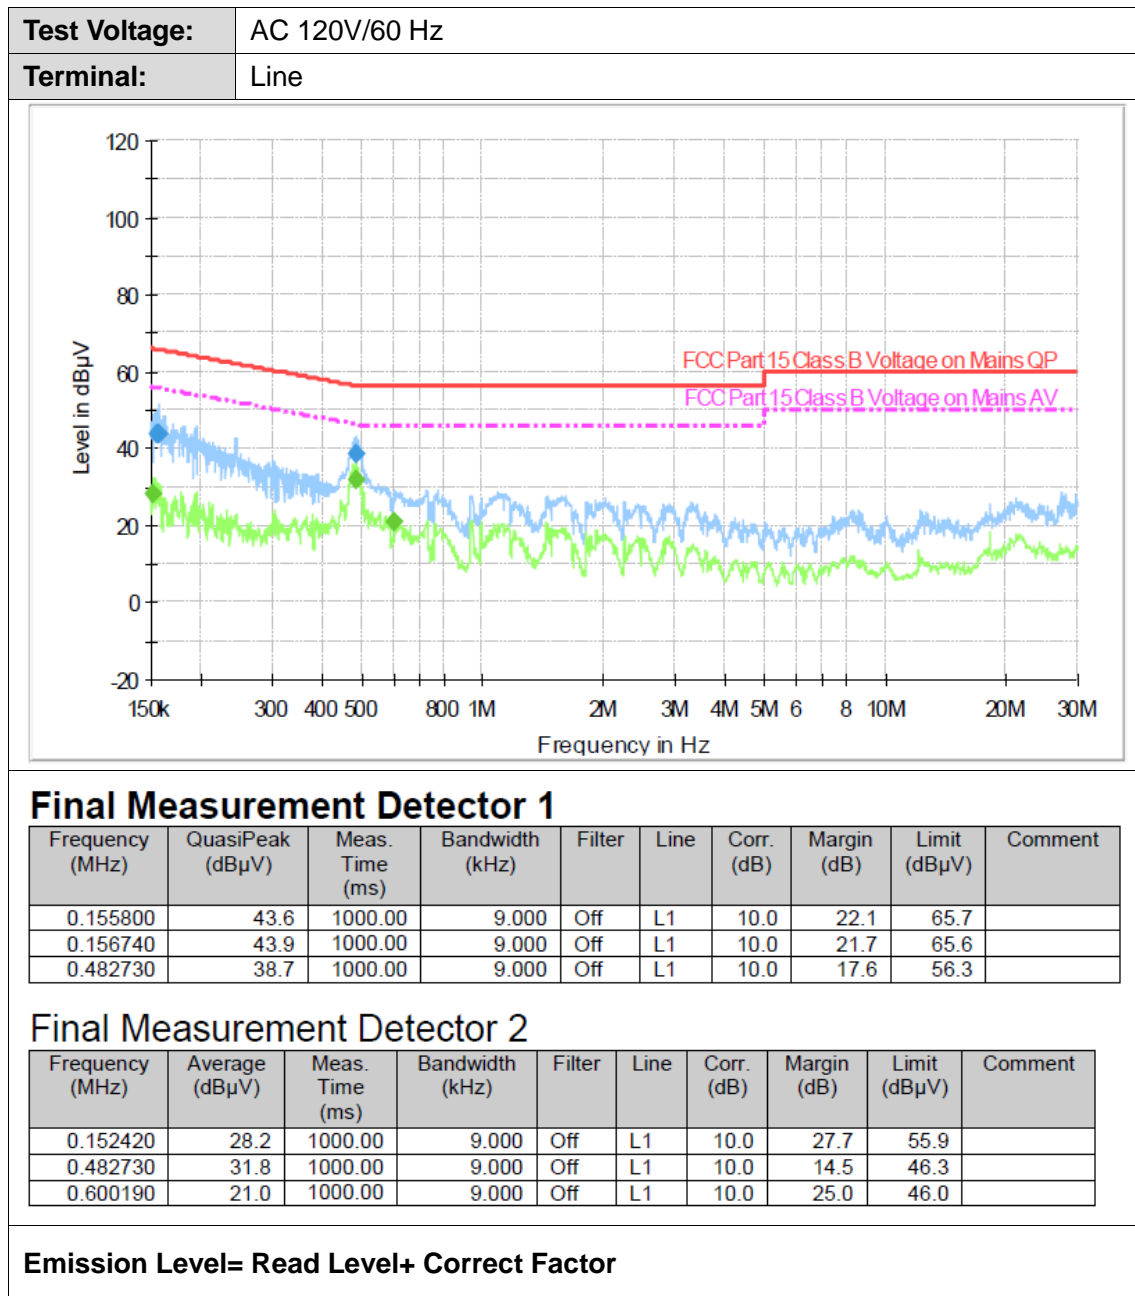 Test Voltage: AC 120V/60 Hz
Terminal: Line
120
100
80
60
40
20
0
-20
Level in dBµV
FCC Part 15 Class B Voltage on Mains QP
FCC Part 15 Class B Voltage on Mains AV
150k 300 400 500 800 1M 2M 3M 4M 5M 6 8 10M 20M 30M
Frequency in Hz
Final Measurement Detector 1
Frequency (MHz) QuasiPeak (dBµV) Meas. Time (ms) Bandwidth (kHz) Filter Line Corr. (dB) Margin (dB) Limit (dBµV) Comment
0.155800 43.6 1000.00 9.000 Off L1 10.0 22.1 65.7
0.156740 43.9 1000.00 9.000 Off L1 10.0 21.7 65.6
0.482730 38.7 1000.00 9.000 Off L1 10.0 17.6 56.3
Final Measurement Detector 2
Frequency (MHz) Average (dBµV) Meas. Time (ms) Bandwidth (kHz) Filter Line Corr. (dB) Margin (dB) Limit (dBµV) Comment
0.152420 28.2 1000.00 9.000 Off L1 10.0 27.7 55.9
0.482730 31.8 1000.00 9.000 Off L1 10.0 14.5 46.3
0.600190 21.0 1000.00 9.000 Off L1 10.0 25.0 46.0
Emission Level= Read Level+ Correct Factor